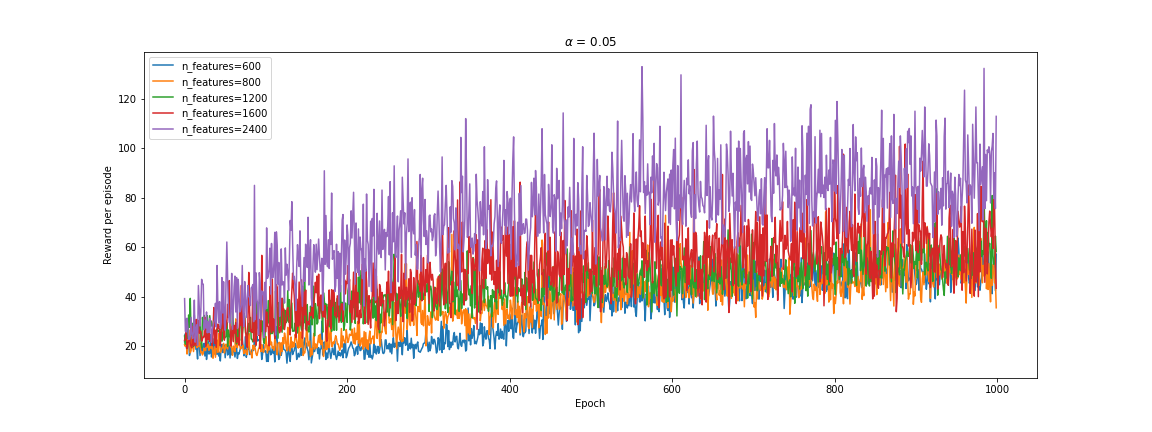 α = 0.05
n_features=600
n_features=800
n_features=1200
n_features=1600
n_features=2400
120
100
80
60
40
20
Reward per episode
0 200 400 600 800 1000
Epoch